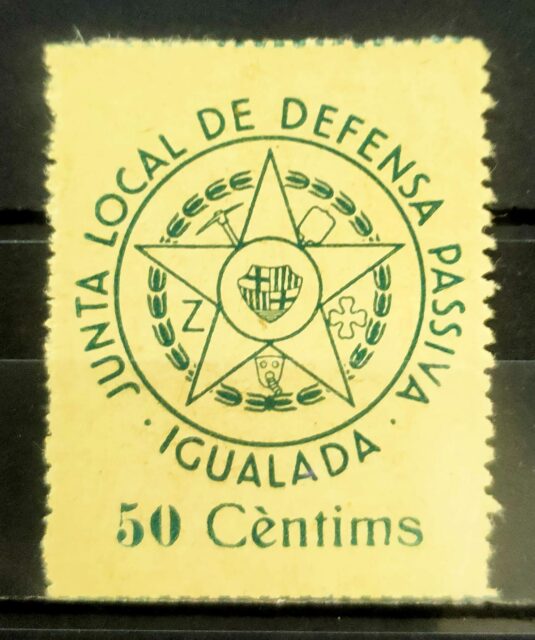 JUNTA LOCAL DE DEFENSA PASSIVA
Z
· IGUALADA ·
50 Cèntims